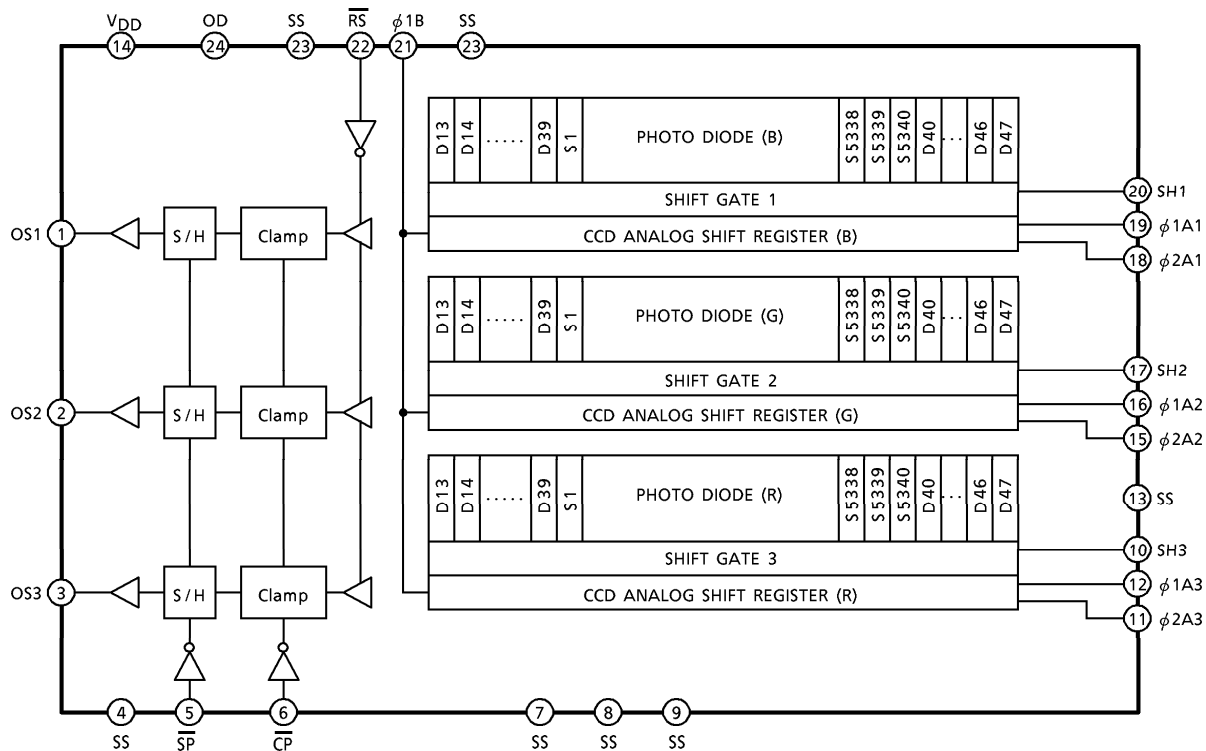 V_DD OD SS R̅S̅ ϕ1B SS
14 24 23 22 21 23
D13 D14 ..... D39 S1 PHOTO DIODE (B) S5338 S5339 S5340 D40 ... D46 D47
SHIFT GATE 1
20 SH1
OS1 1 S/H Clamp
CCD ANALOG SHIFT REGISTER (B)
19 ϕ1A1
18 ϕ2A1
D13 D14 ..... D39 S1 PHOTO DIODE (G) S5338 S5339 S5340 D40 ... D46 D47
SHIFT GATE 2
17 SH2
OS2 2 S/H Clamp
CCD ANALOG SHIFT REGISTER (G)
16 ϕ1A2
15 ϕ2A2
D13 D14 ..... D39 S1 PHOTO DIODE (R) S5338 S5339 S5340 D40 ... D46 D47
13 SS
SHIFT GATE 3
10 SH3
OS3 3 S/H Clamp
CCD ANALOG SHIFT REGISTER (R)
12 ϕ1A3
11 ϕ2A3
4 5 6 7 8 9
SS S̅P̅ C̅P̅ SS SS SS